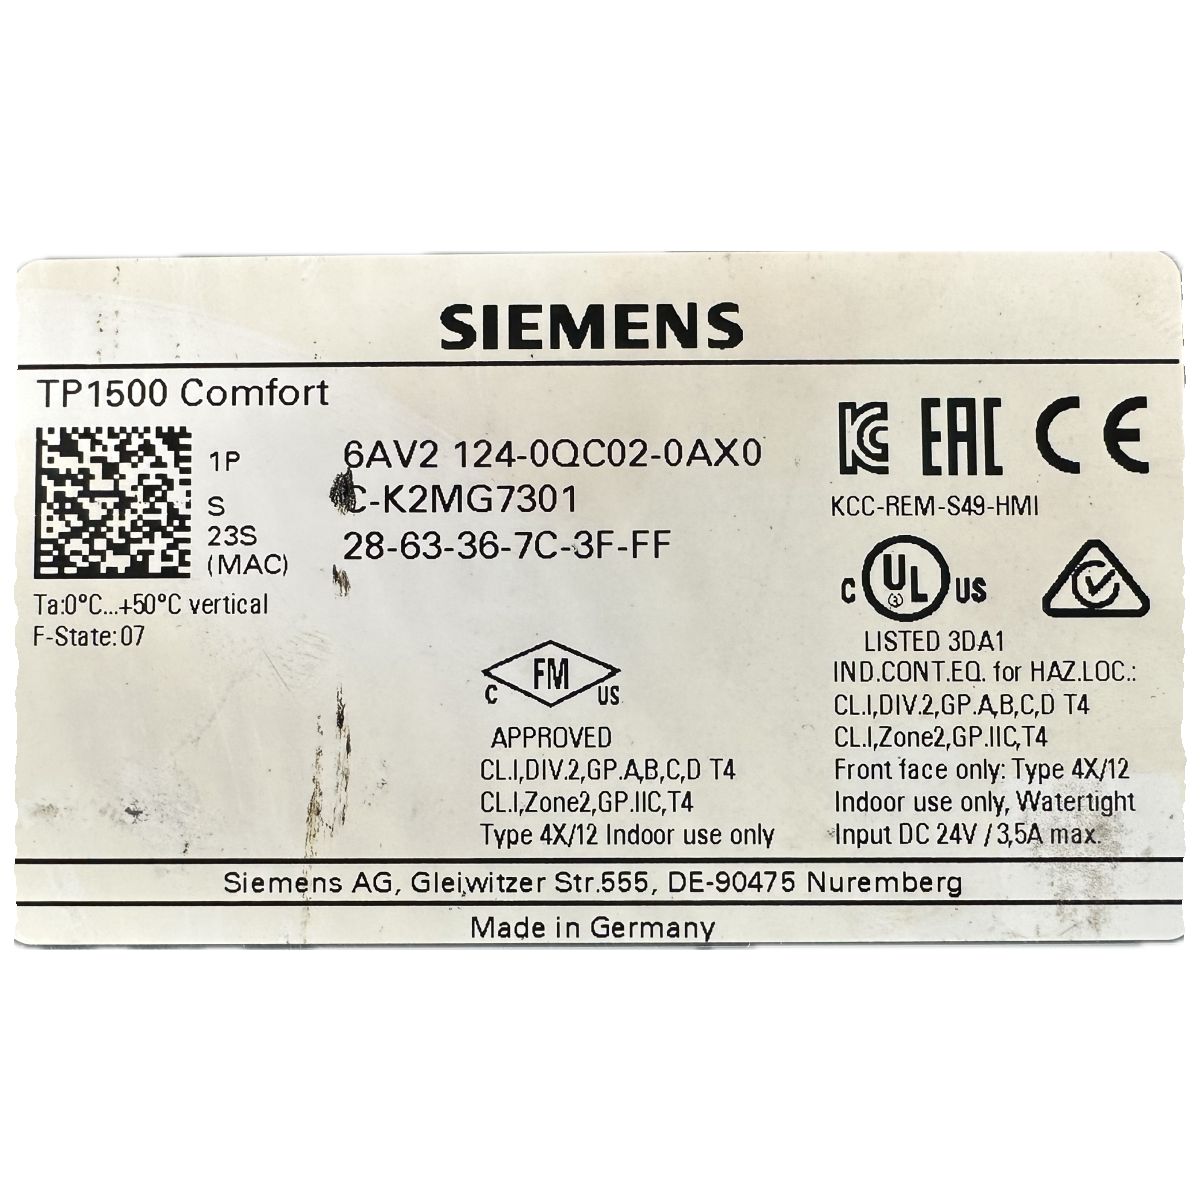 SIEMENS
TP1500 Comfort
1P 6AV2 124-0QC02-0AX0
S C-K2MG7301
23S (MAC) 28-63-36-7C-3F-FF
Ta:0°C...+50°C vertical
F-State:07
KC EAC CE
KCC-REM-S49-HMI
C UL US
LISTED 3DA1
IND.CONT.EQ. for HAZ.LOC.:
CL.I,DIV.2,GP.A,B,C,D T4
CL.I,Zone2,GP.IIC,T4
Front face only: Type 4X/12
Indoor use only, Watertight
Input DC 24V / 3,5A max.
C FM US
APPROVED
CL.I,DIV.2,GP.A,B,C,D T4
CL.I,Zone2,GP.IIC,T4
Type 4X/12 Indoor use only
Siemens AG, Gleiwitzer Str.555, DE-90475 Nuremberg
Made in Germany